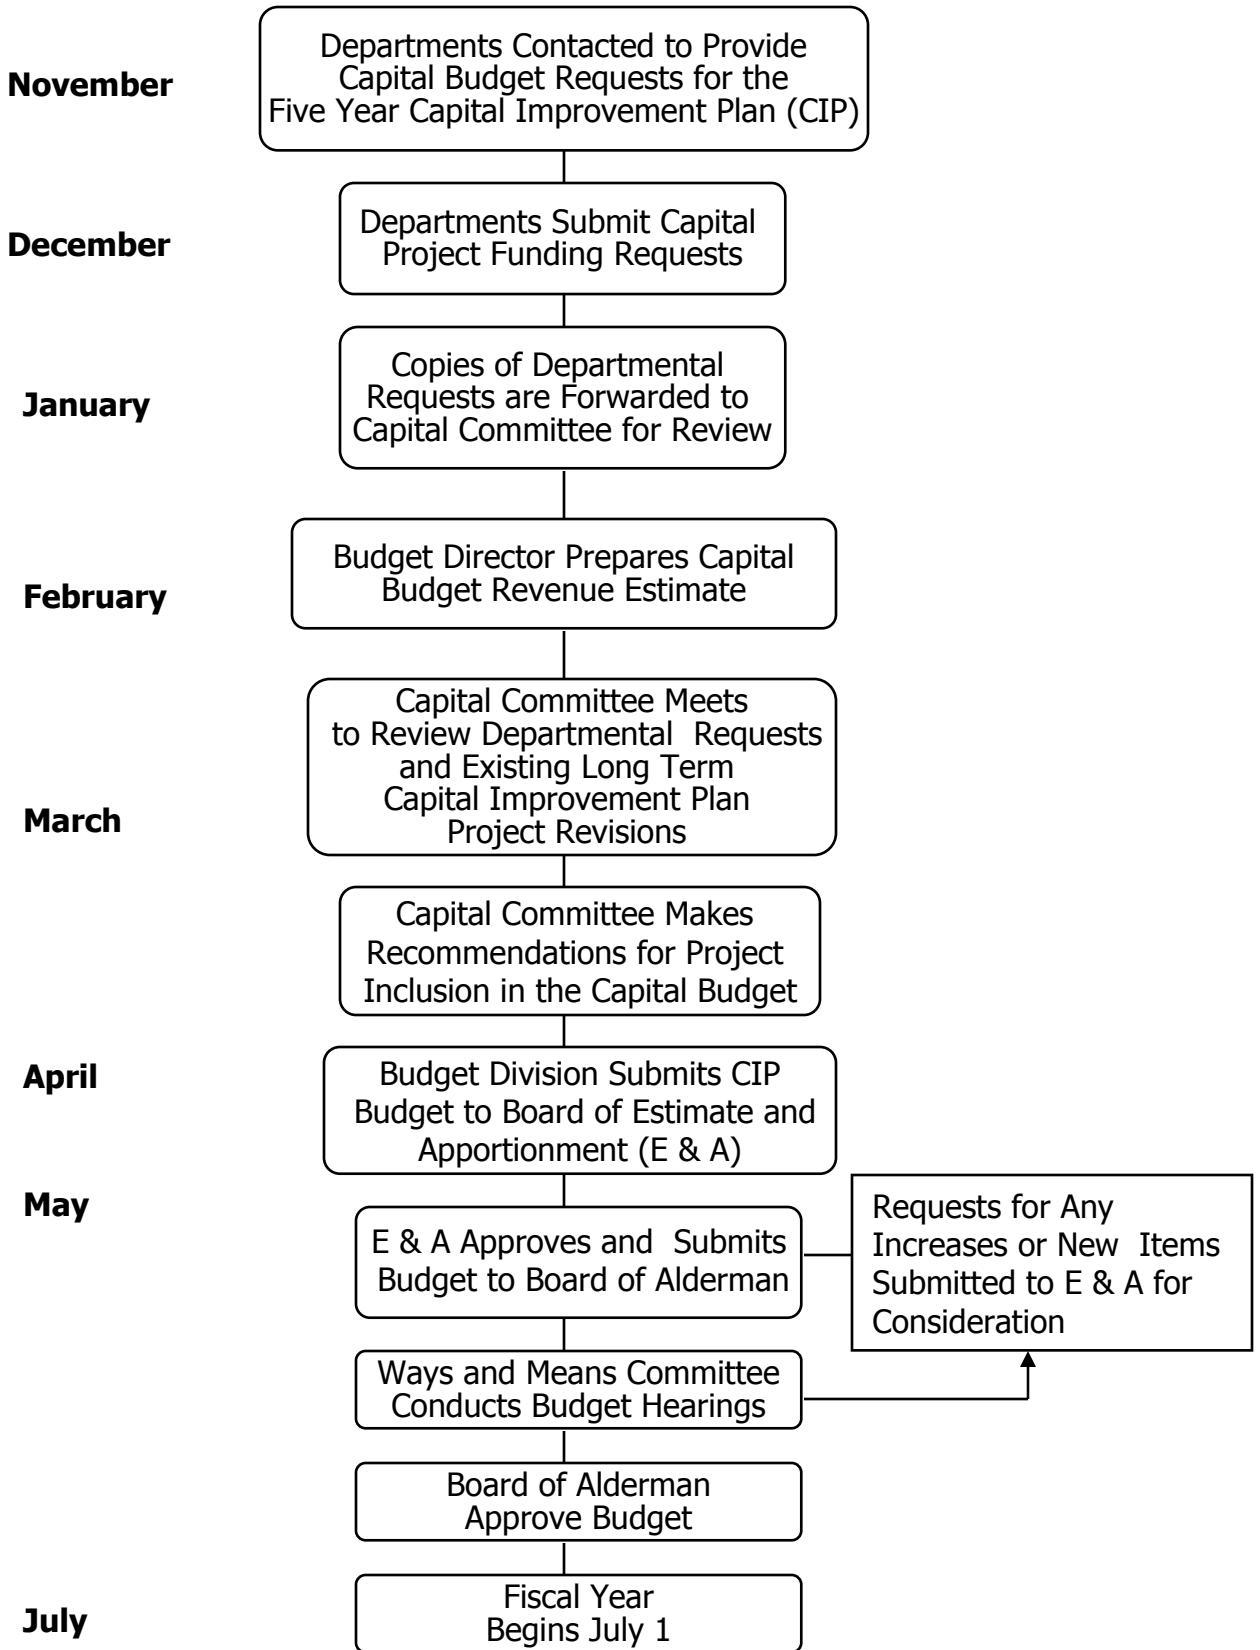 November
Departments Contacted to Provide
Capital Budget Requests for the
Five Year Capital Improvement Plan (CIP)
December
Departments Submit Capital
Project Funding Requests
January
Copies of Departmental
Requests are Forwarded to
Capital Committee for Review
February
Budget Director Prepares Capital
Budget Revenue Estimate
March
Capital Committee Meets
to Review Departmental  Requests
and Existing Long Term
Capital Improvement Plan
Project Revisions
Capital Committee Makes
Recommendations for Project
Inclusion in the Capital Budget
April
Budget Division Submits CIP
Budget to Board of Estimate and
Apportionment (E & A)
May
E & A Approves and  Submits
Budget to Board of Alderman
Requests for Any
Increases or New  Items
Submitted to E & A for
Consideration
Ways and Means Committee
Conducts Budget Hearings
Board of Alderman
Approve Budget
July
Fiscal Year
Begins July 1